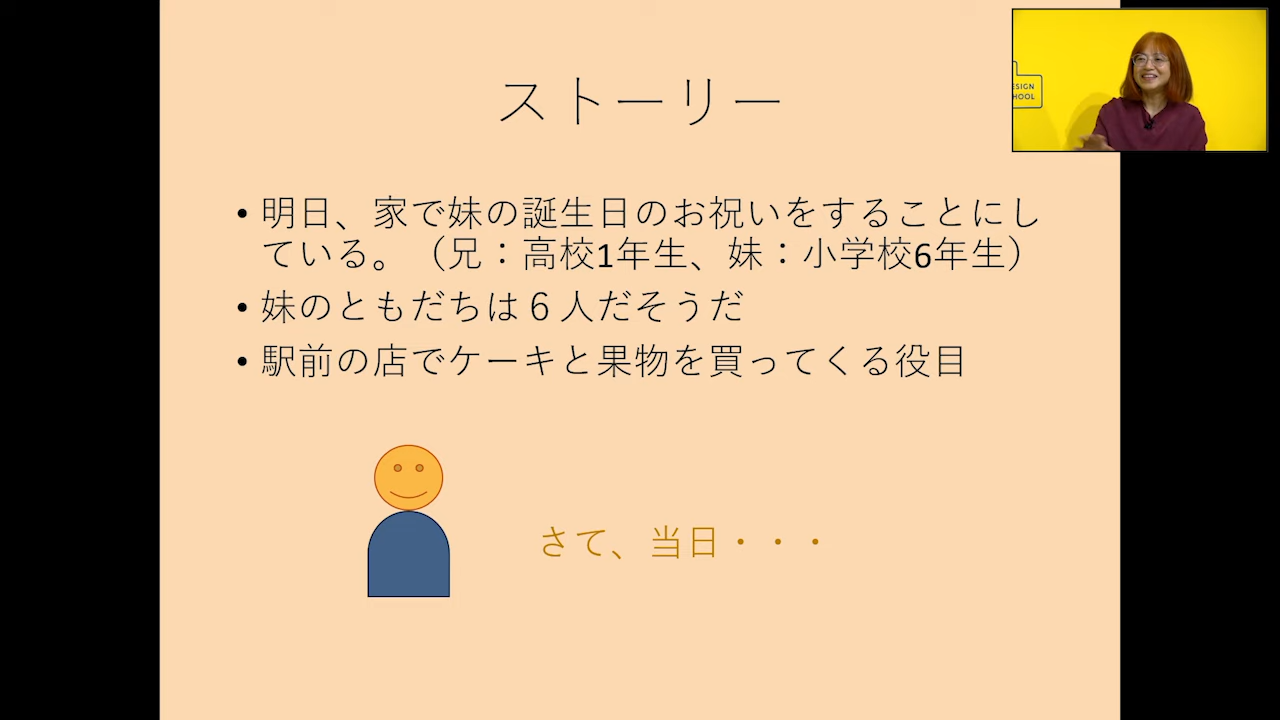 ストーリー
• 明日、家で妹の誕生日のお祝いをすることにし
ている。（兄：高校1年生、妹：小学校6年生）
• 妹のともだちは６人だそうだ
• 駅前の店でケーキと果物を買ってくる役目
さて、当日・・・
ESIGN
HOOL